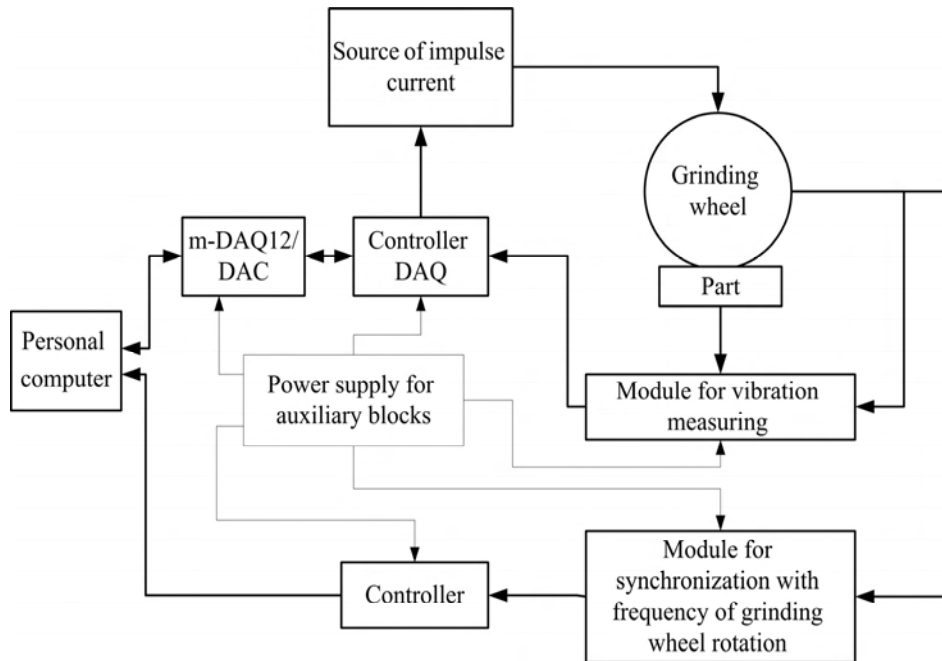 Source of impulse
current
Grinding
wheel
m-DAQ12/
DAC
Controller
DAQ
Part
Personal
computer
Power supply for
auxiliary blocks
Module for vibration
measuring
Controller
Module for
synchronization with
frequency of grinding
wheel rotation